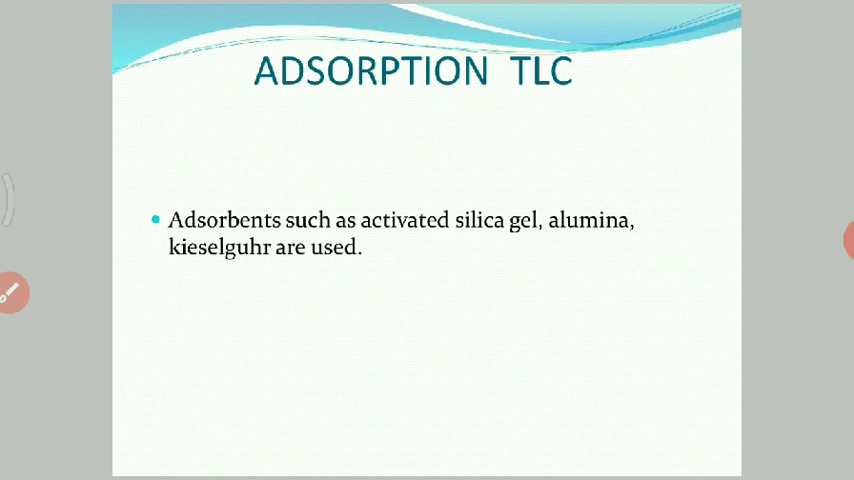 ADSORPTION TLC
• Adsorbents such as activated silica gel, alumina,
kieselguhr are used.